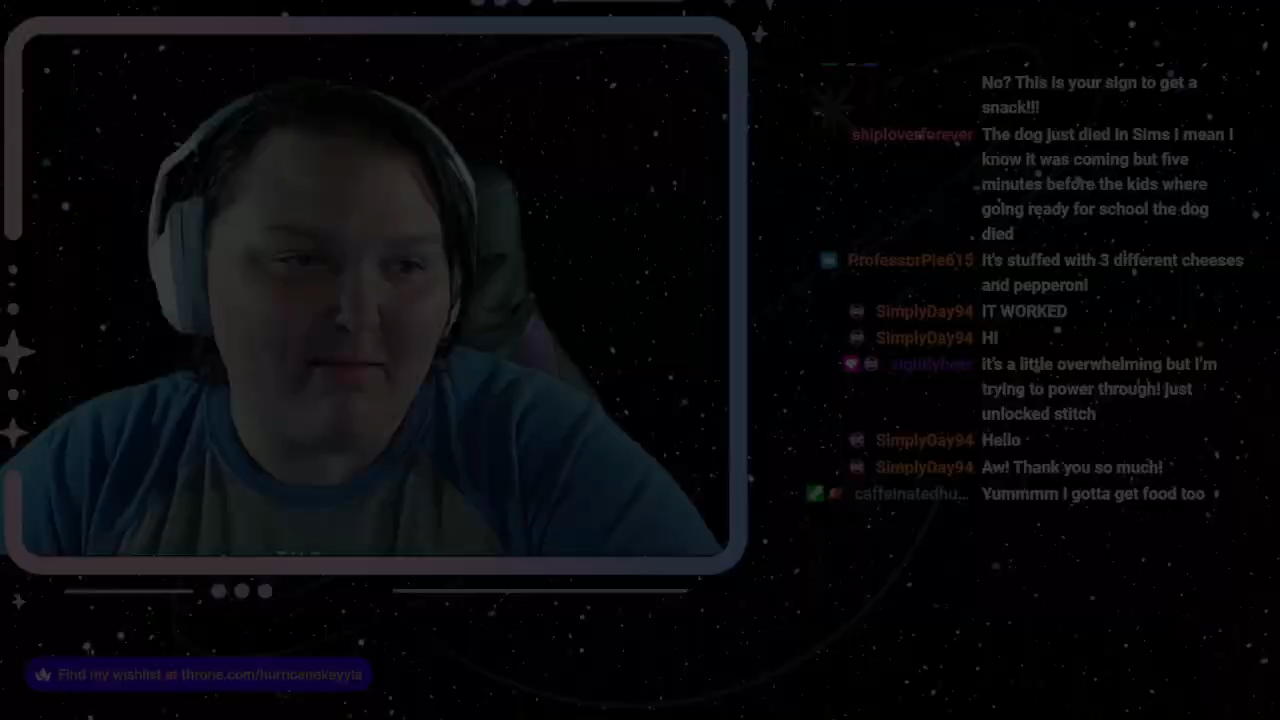 No? This is your sign to get a
snack!!!
shiplovesforever The dog just died in Sims I mean I
know it was coming but five
minutes before the kids where
going ready for school the dog
died
ProfessorPie615 It's stuffed with 3 different cheeses
and pepperoni
SimplyDay94 IT WORKED
SimplyDay94 HI
it's a little overwhelming but I'm
trying to power through! just
unlocked stitch
SimplyDay94 Hello
SimplyDay94 Aw! Thank you so much!
caffeinatedhu... Yummmm I gotta get food too
Find my wishlist at throne.com/hurricanekeyyla